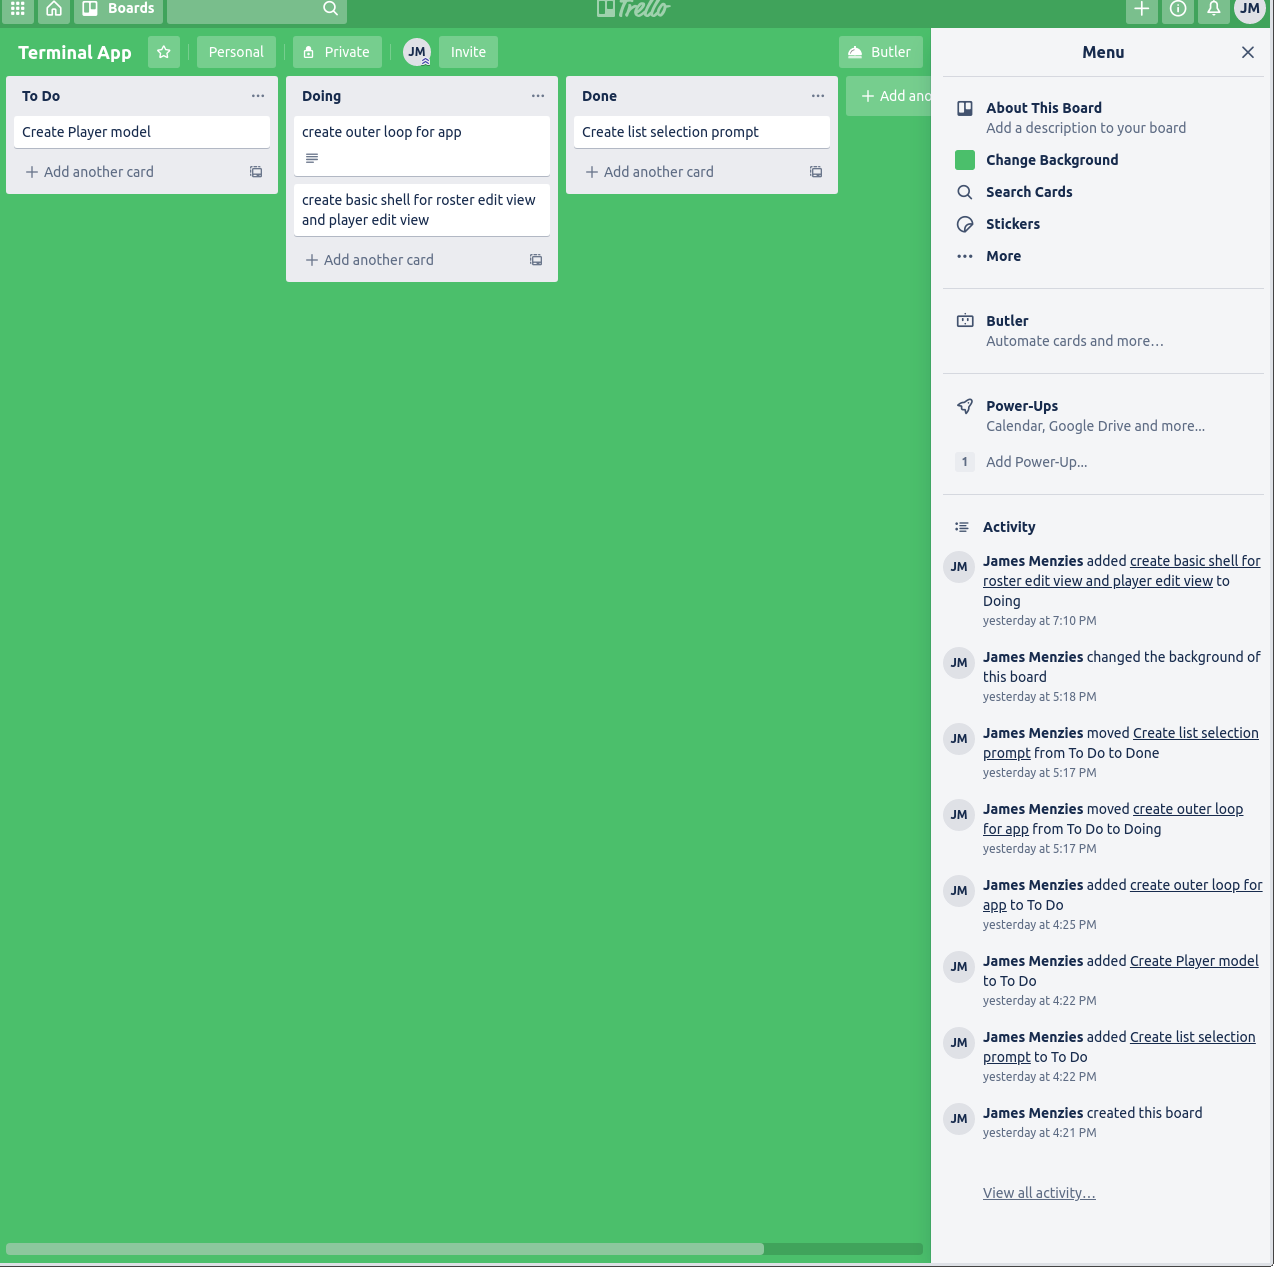 Boards
Trello
JM
Terminal App
Personal
Private
JM
Invite
Butler
To Do
Create Player model
Add another card
Doing
create outer loop for app
create basic shell for roster edit view
and player edit view
Add another card
Done
Create list selection prompt
Add another card
Add ano
Menu
About This Board
Add a description to your board
Change Background
Search Cards
Stickers
More
Butler
Automate cards and more…
Power-Ups
Calendar, Google Drive and more...
1 Add Power-Up...
Activity
JM
James Menzies added create basic shell for
roster edit view and player edit view to
Doing
yesterday at 7:10 PM
JM
James Menzies changed the background of
this board
yesterday at 5:18 PM
JM
James Menzies moved Create list selection
prompt from To Do to Done
yesterday at 5:17 PM
JM
James Menzies moved create outer loop
for app from To Do to Doing
yesterday at 5:17 PM
JM
James Menzies added create outer loop for
app to To Do
yesterday at 4:25 PM
JM
James Menzies added Create Player model
to To Do
yesterday at 4:22 PM
JM
James Menzies added Create list selection
prompt to To Do
yesterday at 4:22 PM
JM
James Menzies created this board
yesterday at 4:21 PM
View all activity…